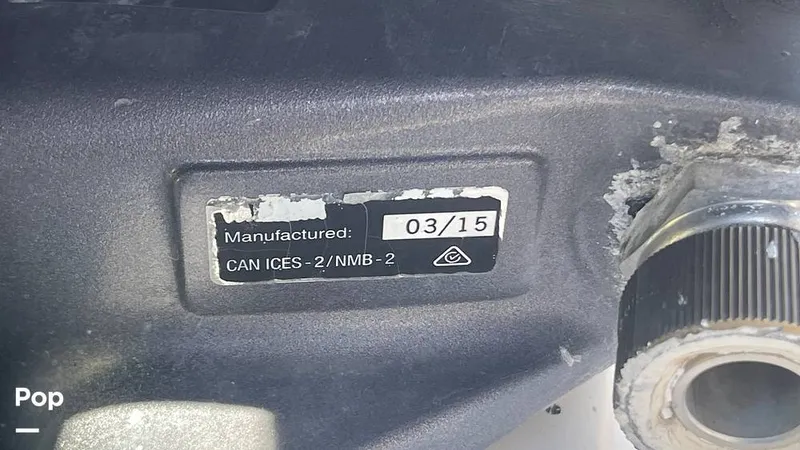 Manufactured: 03/15
CAN ICES-2/NMB-2
Pop